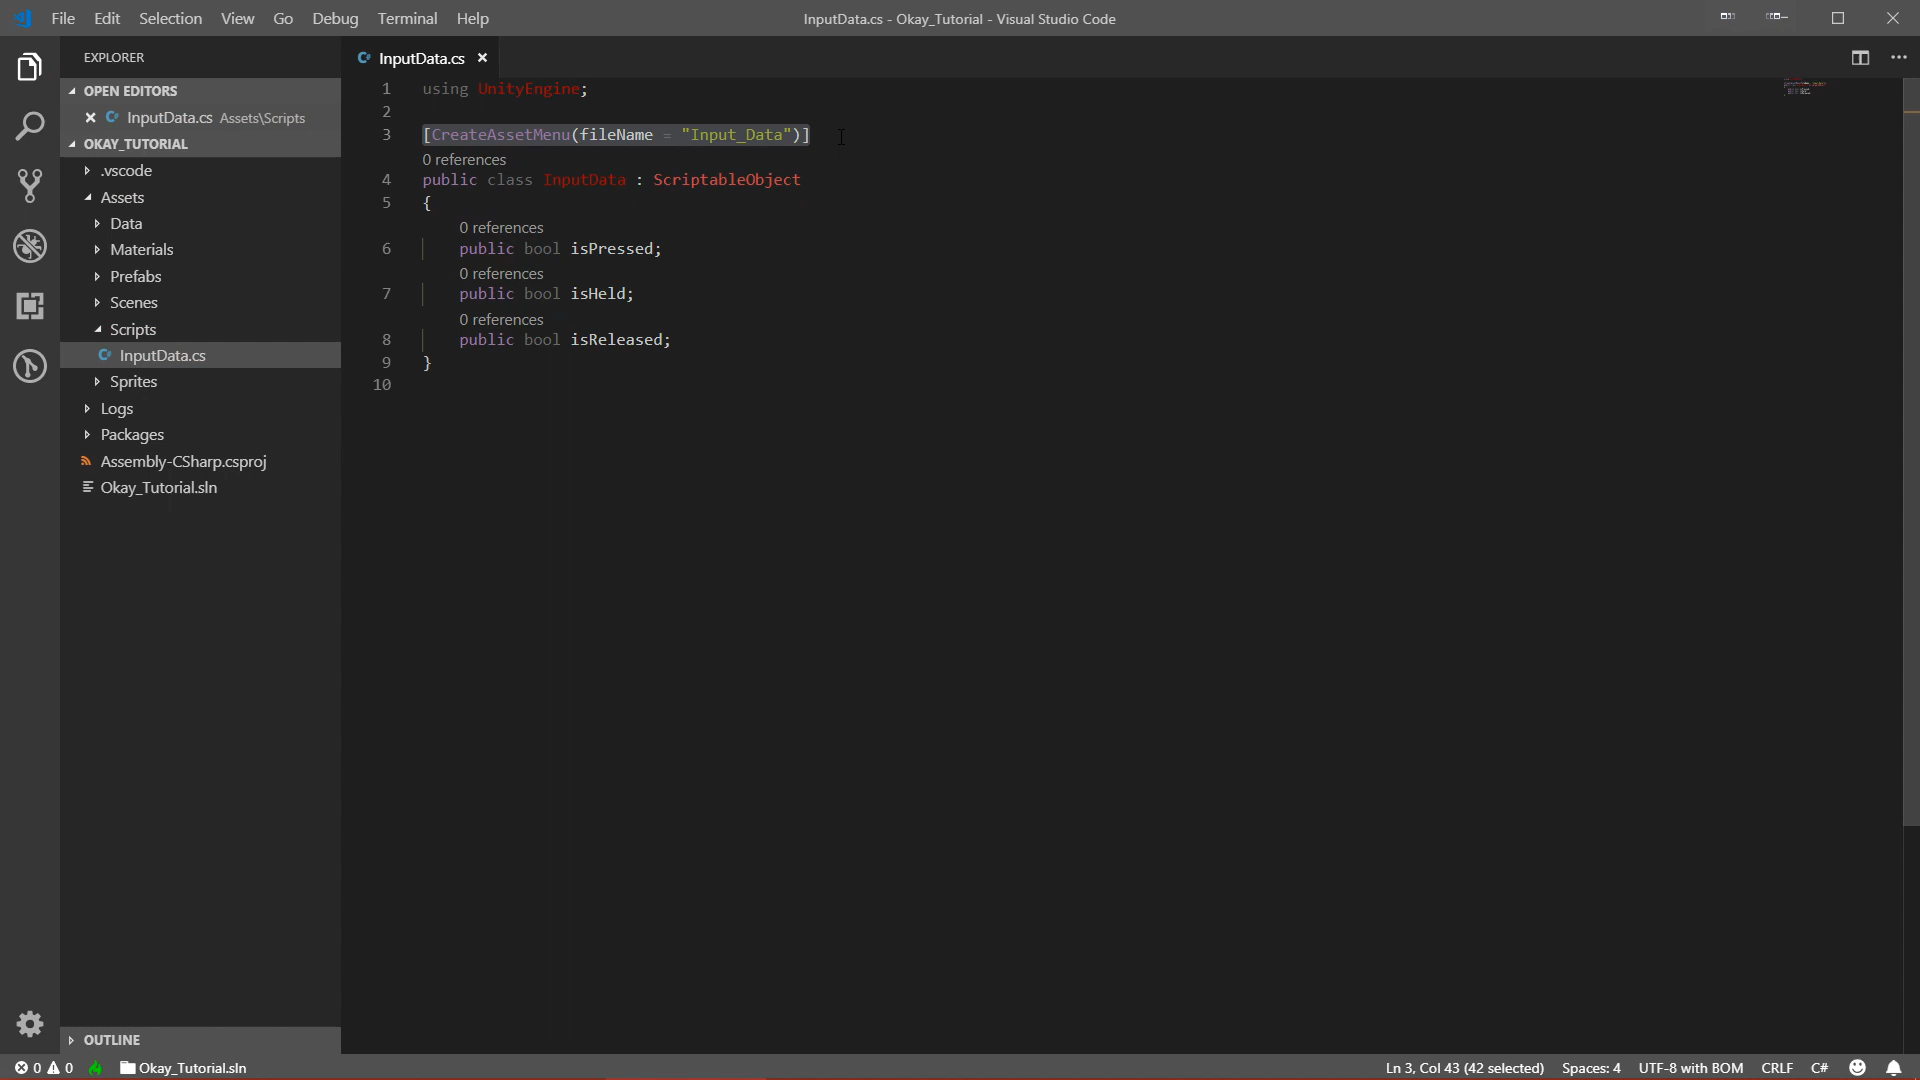 File Edit Selection View Go Debug Terminal Help
InputData.cs - Okay_Tutorial - Visual Studio Code
EXPLORER
OPEN EDITORS
InputData.cs Assets\Scripts
OKAY_TUTORIAL
.vscode
Assets
Data
Materials
Prefabs
Scenes
Scripts
InputData.cs
Sprites
Logs
Packages
Assembly-CSharp.csproj
Okay_Tutorial.sln
OUTLINE
InputData.cs
1 using UnityEngine;
2
3 [CreateAssetMenu(fileName = "Input_Data")]
0 references
4 public class InputData : ScriptableObject
5 {
0 references
6 public bool isPressed;
0 references
7 public bool isHeld;
0 references
8 public bool isReleased;
9 }
10
0 0 Okay_Tutorial.sln
Ln 3, Col 43 (42 selected) Spaces: 4 UTF-8 with BOM CRLF C#